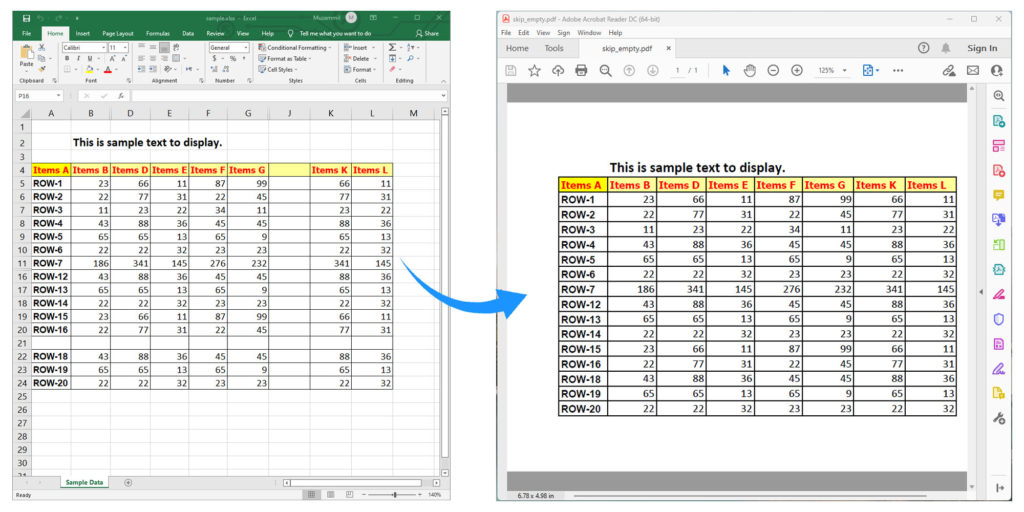 sample.xlsx - Excel
Muzammil M
File Home Insert Page Layout Formulas Data Review View Help Tell me what you want to do Share
Paste
Calibri 11
General
Conditional Formatting
Format as Table
Cell Styles
Insert
Delete
Format
Clipboard Font Alignment Number Styles Cells Editing
P16
A B D E F G J K L M
1
2 This is sample text to display.
3
4 Items A Items B Items D Items E Items F Items G Items K Items L
5 ROW-1 23 66 11 87 99 66 11
6 ROW-2 22 77 31 22 45 77 31
7 ROW-3 11 23 22 34 11 23 22
8 ROW-4 43 88 36 45 45 88 36
9 ROW-5 65 65 13 65 9 65 13
10 ROW-6 22 22 32 23 23 22 32
11 ROW-7 186 341 145 276 232 341 145
16 ROW-12 43 88 36 45 45 88 36
17 ROW-13 65 65 13 65 9 65 13
18 ROW-14 22 22 32 23 23 22 32
19 ROW-15 23 66 11 87 99 66 11
20 ROW-16 22 77 31 22 45 77 31
21
22 ROW-18 43 88 36 45 45 88 36
23 ROW-19 65 65 13 65 9 65 13
24 ROW-20 22 22 32 23 23 22 32
25
26
27
28
29
30
31
Sample Data
Ready 140%
skip_empty.pdf - Adobe Acrobat Reader DC (64-bit)
File Edit View Sign Window Help
Home Tools skip_empty.pdf × Sign In
1 / 1 125%
This is sample text to display.
Items A Items B Items D Items E Items F Items G Items K Items L
ROW-1 23 66 11 87 99 66 11
ROW-2 22 77 31 22 45 77 31
ROW-3 11 23 22 34 11 23 22
ROW-4 43 88 36 45 45 88 36
ROW-5 65 65 13 65 9 65 13
ROW-6 22 22 32 23 23 22 32
ROW-7 186 341 145 276 232 341 145
ROW-12 43 88 36 45 45 88 36
ROW-13 65 65 13 65 9 65 13
ROW-14 22 22 32 23 23 22 32
ROW-15 23 66 11 87 99 66 11
ROW-16 22 77 31 22 45 77 31
ROW-18 43 88 36 45 45 88 36
ROW-19 65 65 13 65 9 65 13
ROW-20 22 22 32 23 23 22 32
6.78 x 4.98 in